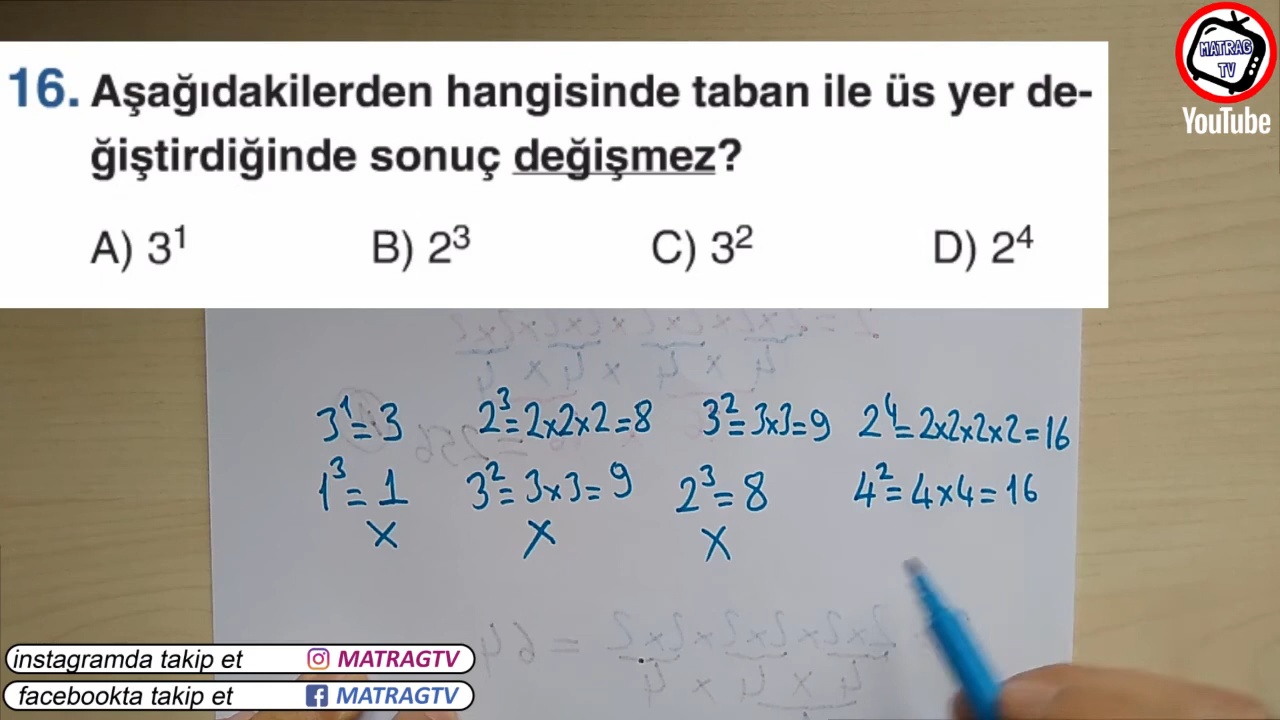 MATRAG
TV
YouTube
16. Aşağıdakilerden hangisinde taban ile üs yer de-
ğiştirdiğinde sonuç değişmez?
A) 3¹ B) 2³ C) 3² D) 2⁴
3¹=3 2³=2x2x2=8 3²=3x3=9 2⁴=2x2x2x2=16
1³=1 3²=3x3=9 2³=8 4²=4x4=16
x x x
instagramda takip et MATRAGTV
facebookta takip et MATRAGTV